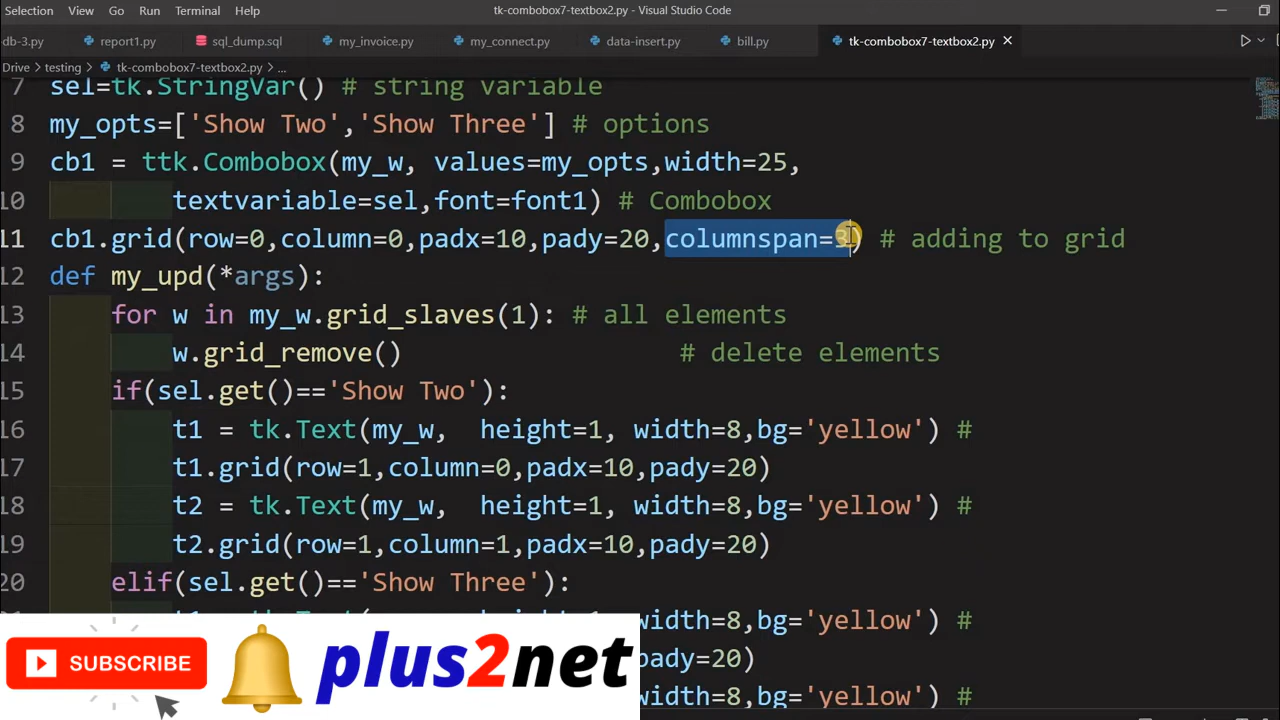 Selection View Go Run Terminal Help tk-combobox7-textbox2.py - Visual Studio Code
db-3.py report1.py sql_dump.sql my_invoice.py my_connect.py data-insert.py bill.py tk-combobox7-textbox2.py
Drive > testing > tk-combobox7-textbox2.py > ...
7 sel=tk.StringVar() # string variable
8 my_opts=['Show Two','Show Three'] # options
9 cb1 = ttk.Combobox(my_w, values=my_opts,width=25,
10 textvariable=sel,font=font1) # Combobox
11 cb1.grid(row=0,column=0,padx=10,pady=20,columnspan=3) # adding to grid
12 def my_upd(*args):
13 for w in my_w.grid_slaves(1): # all elements
14 w.grid_remove() # delete elements
15 if(sel.get()=='Show Two'):
16 t1 = tk.Text(my_w, height=1, width=8,bg='yellow') #
17 t1.grid(row=1,column=0,padx=10,pady=20)
18 t2 = tk.Text(my_w, height=1, width=8,bg='yellow') #
19 t2.grid(row=1,column=1,padx=10,pady=20)
20 elif(sel.get()=='Show Three'):
width=8,bg='yellow') #
pady=20)
width=8,bg='yellow') #
SUBSCRIBE plus2net